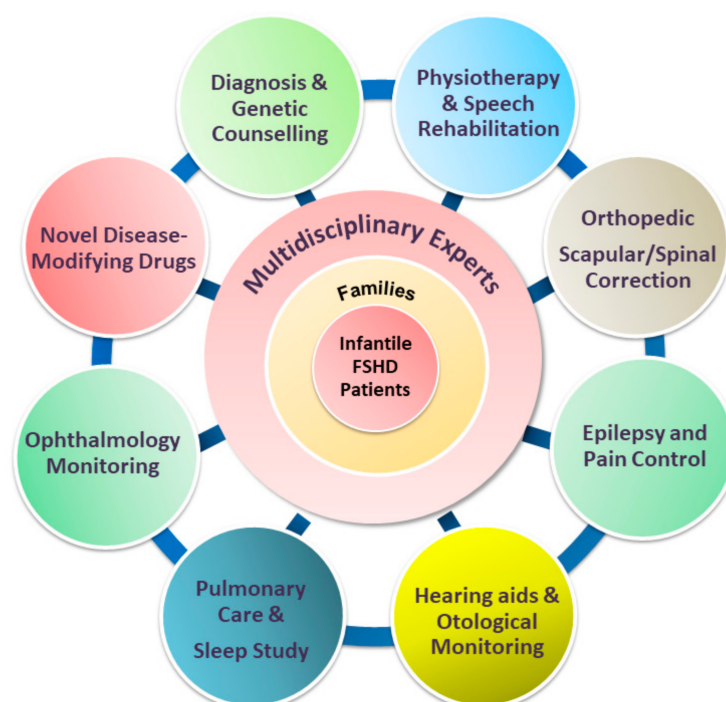 Diagnosis &
Genetic
Counselling
Physiotherapy
& Speech
Rehabilitation
Orthopedic
Scapular/Spinal
Correction
Epilepsy and
Pain Control
Hearing aids &
Otological
Monitoring
Pulmonary
Care &
Sleep Study
Ophthalmology
Monitoring
Novel Disease-
Modifying Drugs
Multidisciplinary Experts
Families
Infantile
FSHD
Patients